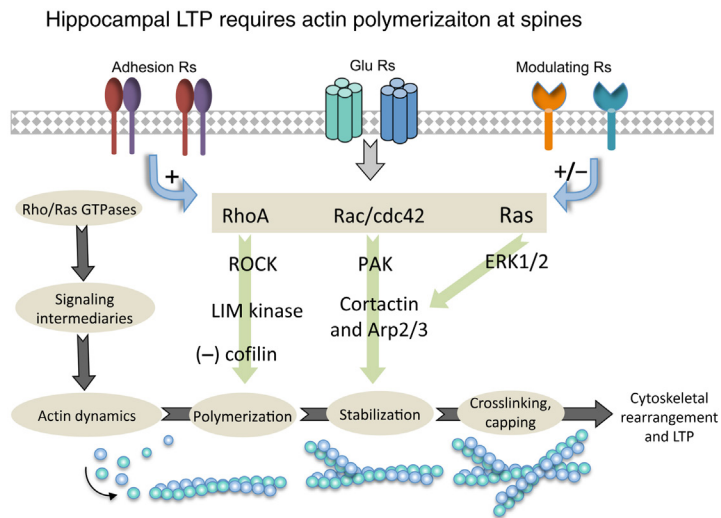 Hippocampal LTP requires actin polymerizaiton at spines
Adhesion Rs
Glu Rs
Modulating Rs
+
+/−
Rho/Ras GTPases
RhoA
Rac/cdc42
Ras
ROCK
PAK
ERK1/2
Signaling
intermediaries
LIM kinase
Cortactin
and Arp2/3
(−) cofilin
Actin dynamics
Polymerization
Stabilization
Crosslinking,
capping
Cytoskeletal
rearrangement
and LTP